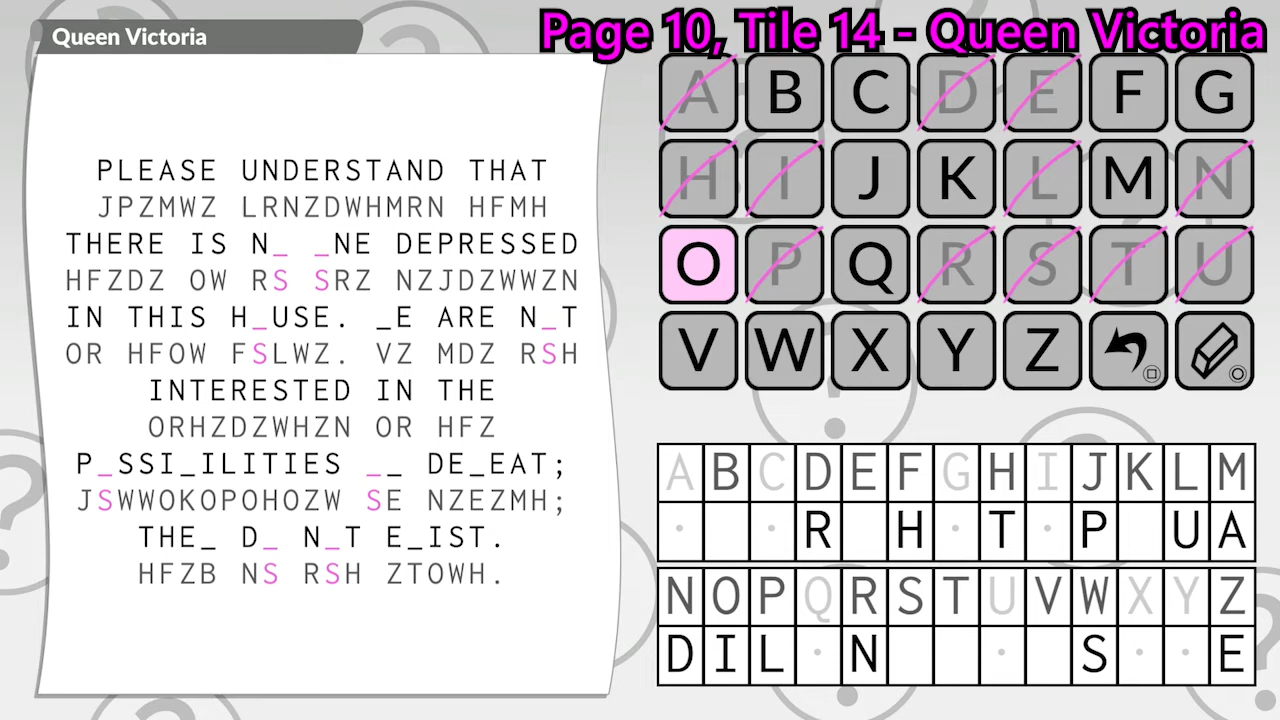 Queen Victoria
Page 10, Tile 14 - Queen Victoria
PLEASE UNDERSTAND THAT
JPZMWZ LRNZDWHMRN HFMH
THERE IS N_ _NE DEPRESSED
HFZDZ OW RS SRZ NZJDZWWZN
IN THIS H_USE. _E ARE N_T
OR HFOW FSLWZ. VZ MDZ RSH
INTERESTED IN THE
ORHZDZWHZN OR HFZ
P_SSI_ILITIES __ DE_EAT;
JSWWOKOPOHOZW SE NZEZMH;
THE_ D_ N_T E_IST.
HFZB NS RSH ZTOWH.
A B C D E F G
H I J K L M N
O P Q R S T U
V W X Y Z
A B C D E F G H I J K L M
· · R H · T · P U A
N O P Q R S T U V W X Y Z
D I L · N · S · · E